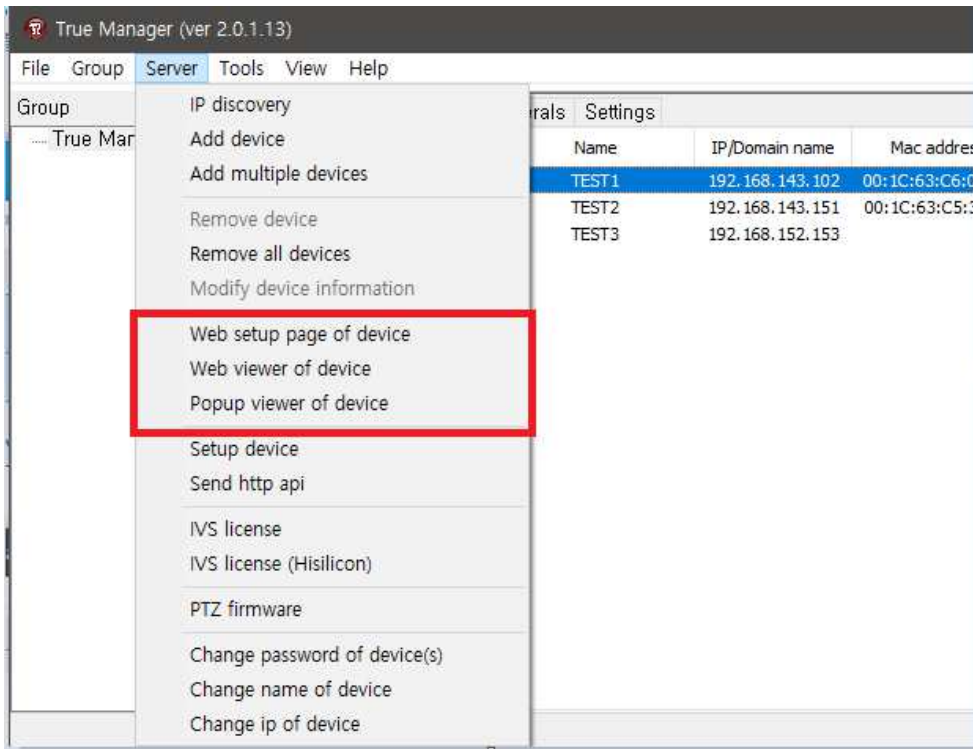 True Manager (ver 2.0.1.13)
File Group Server Tools View Help
Group
True Mar
IP discovery
Add device
Add multiple devices
Remove device
Remove all devices
Modify device information
Web setup page of device
Web viewer of device
Popup viewer of device
Setup device
Send http api
IVS license
IVS license (Hisilicon)
PTZ firmware
Change password of device(s)
Change name of device
Change ip of device
rals Settings
Name IP/Domain name Mac addres
TEST1 192.168.143.102 00:1C:63:C6:0
TEST2 192.168.143.151 00:1C:63:C5:3
TEST3 192.168.152.153